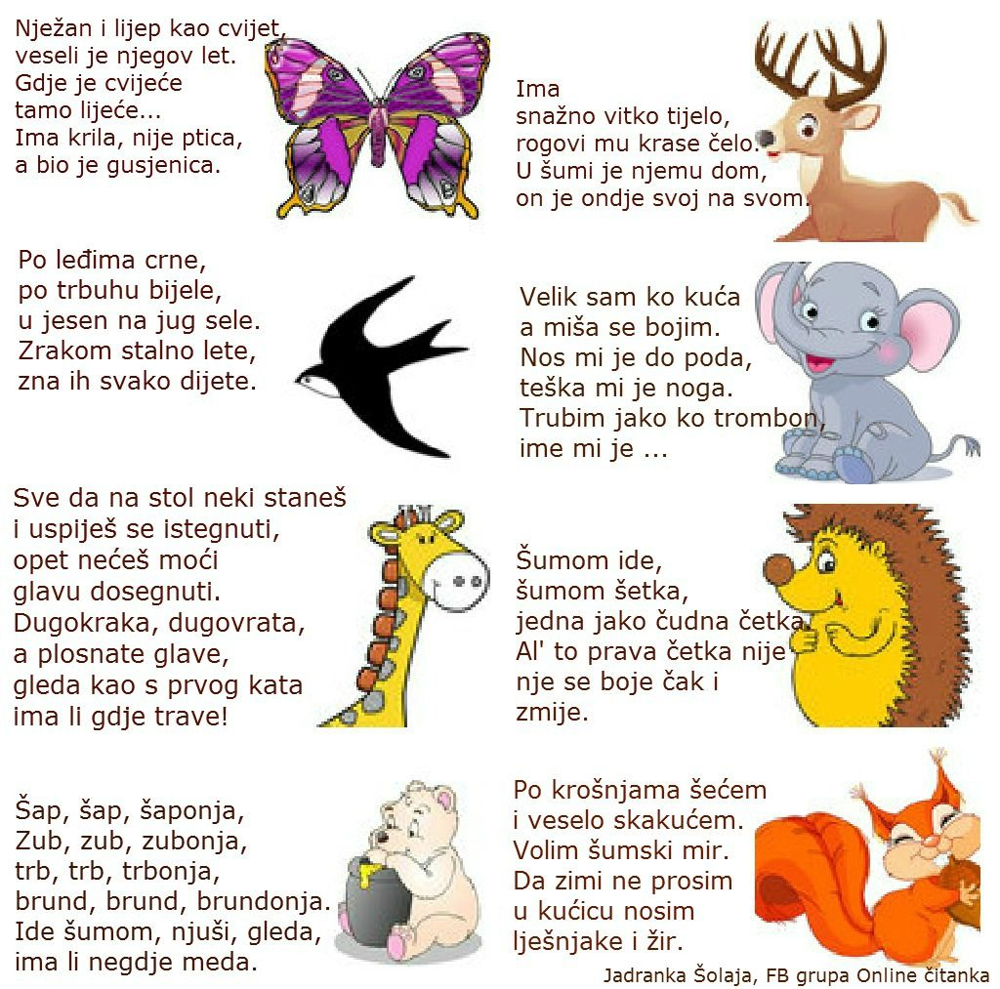 Nježan i lijep kao cvijet,
veseli je njegov let.
Gdje je cvijeće
tamo lijeće...
Ima krila, nije ptica,
a bio je gusjenica.
Ima
snažno vitko tijelo,
rogovi mu krase čelo.
U šumi je njemu dom,
on je ondje svoj na svom.
Po leđima crne,
po trbuhu bijele,
u jesen na jug sele.
Zrakom stalno lete,
zna ih svako dijete.
Velik sam ko kuća
a miša se bojim.
Nos mi je do poda,
teška mi je noga.
Trubim jako ko trombon,
ime mi je ...
Sve da na stol neki staneš
i uspiješ se istegnuti,
opet nećeš moći
glavu dosegnuti.
Dugokraka, dugovrata,
a plosnate glave,
gleda kao s prvog kata
ima li gdje trave!
Šumom ide,
šumom šetka,
jedna jako čudna četka
Al' to prava četka nije
nje se boje čak i
zmije.
Šap, šap, šaponja,
Zub, zub, zubonja,
trb, trb, trbonja,
brund, brund, brundonja.
Ide šumom, njuši, gleda,
ima li negdje meda.
Po krošnjama šećem
i veselo skakućem.
Volim šumski mir.
Da zimi ne prosim
u kućicu nosim
lješnjake i žir.
Jadranka Šolaja, FB grupa Online čitanka